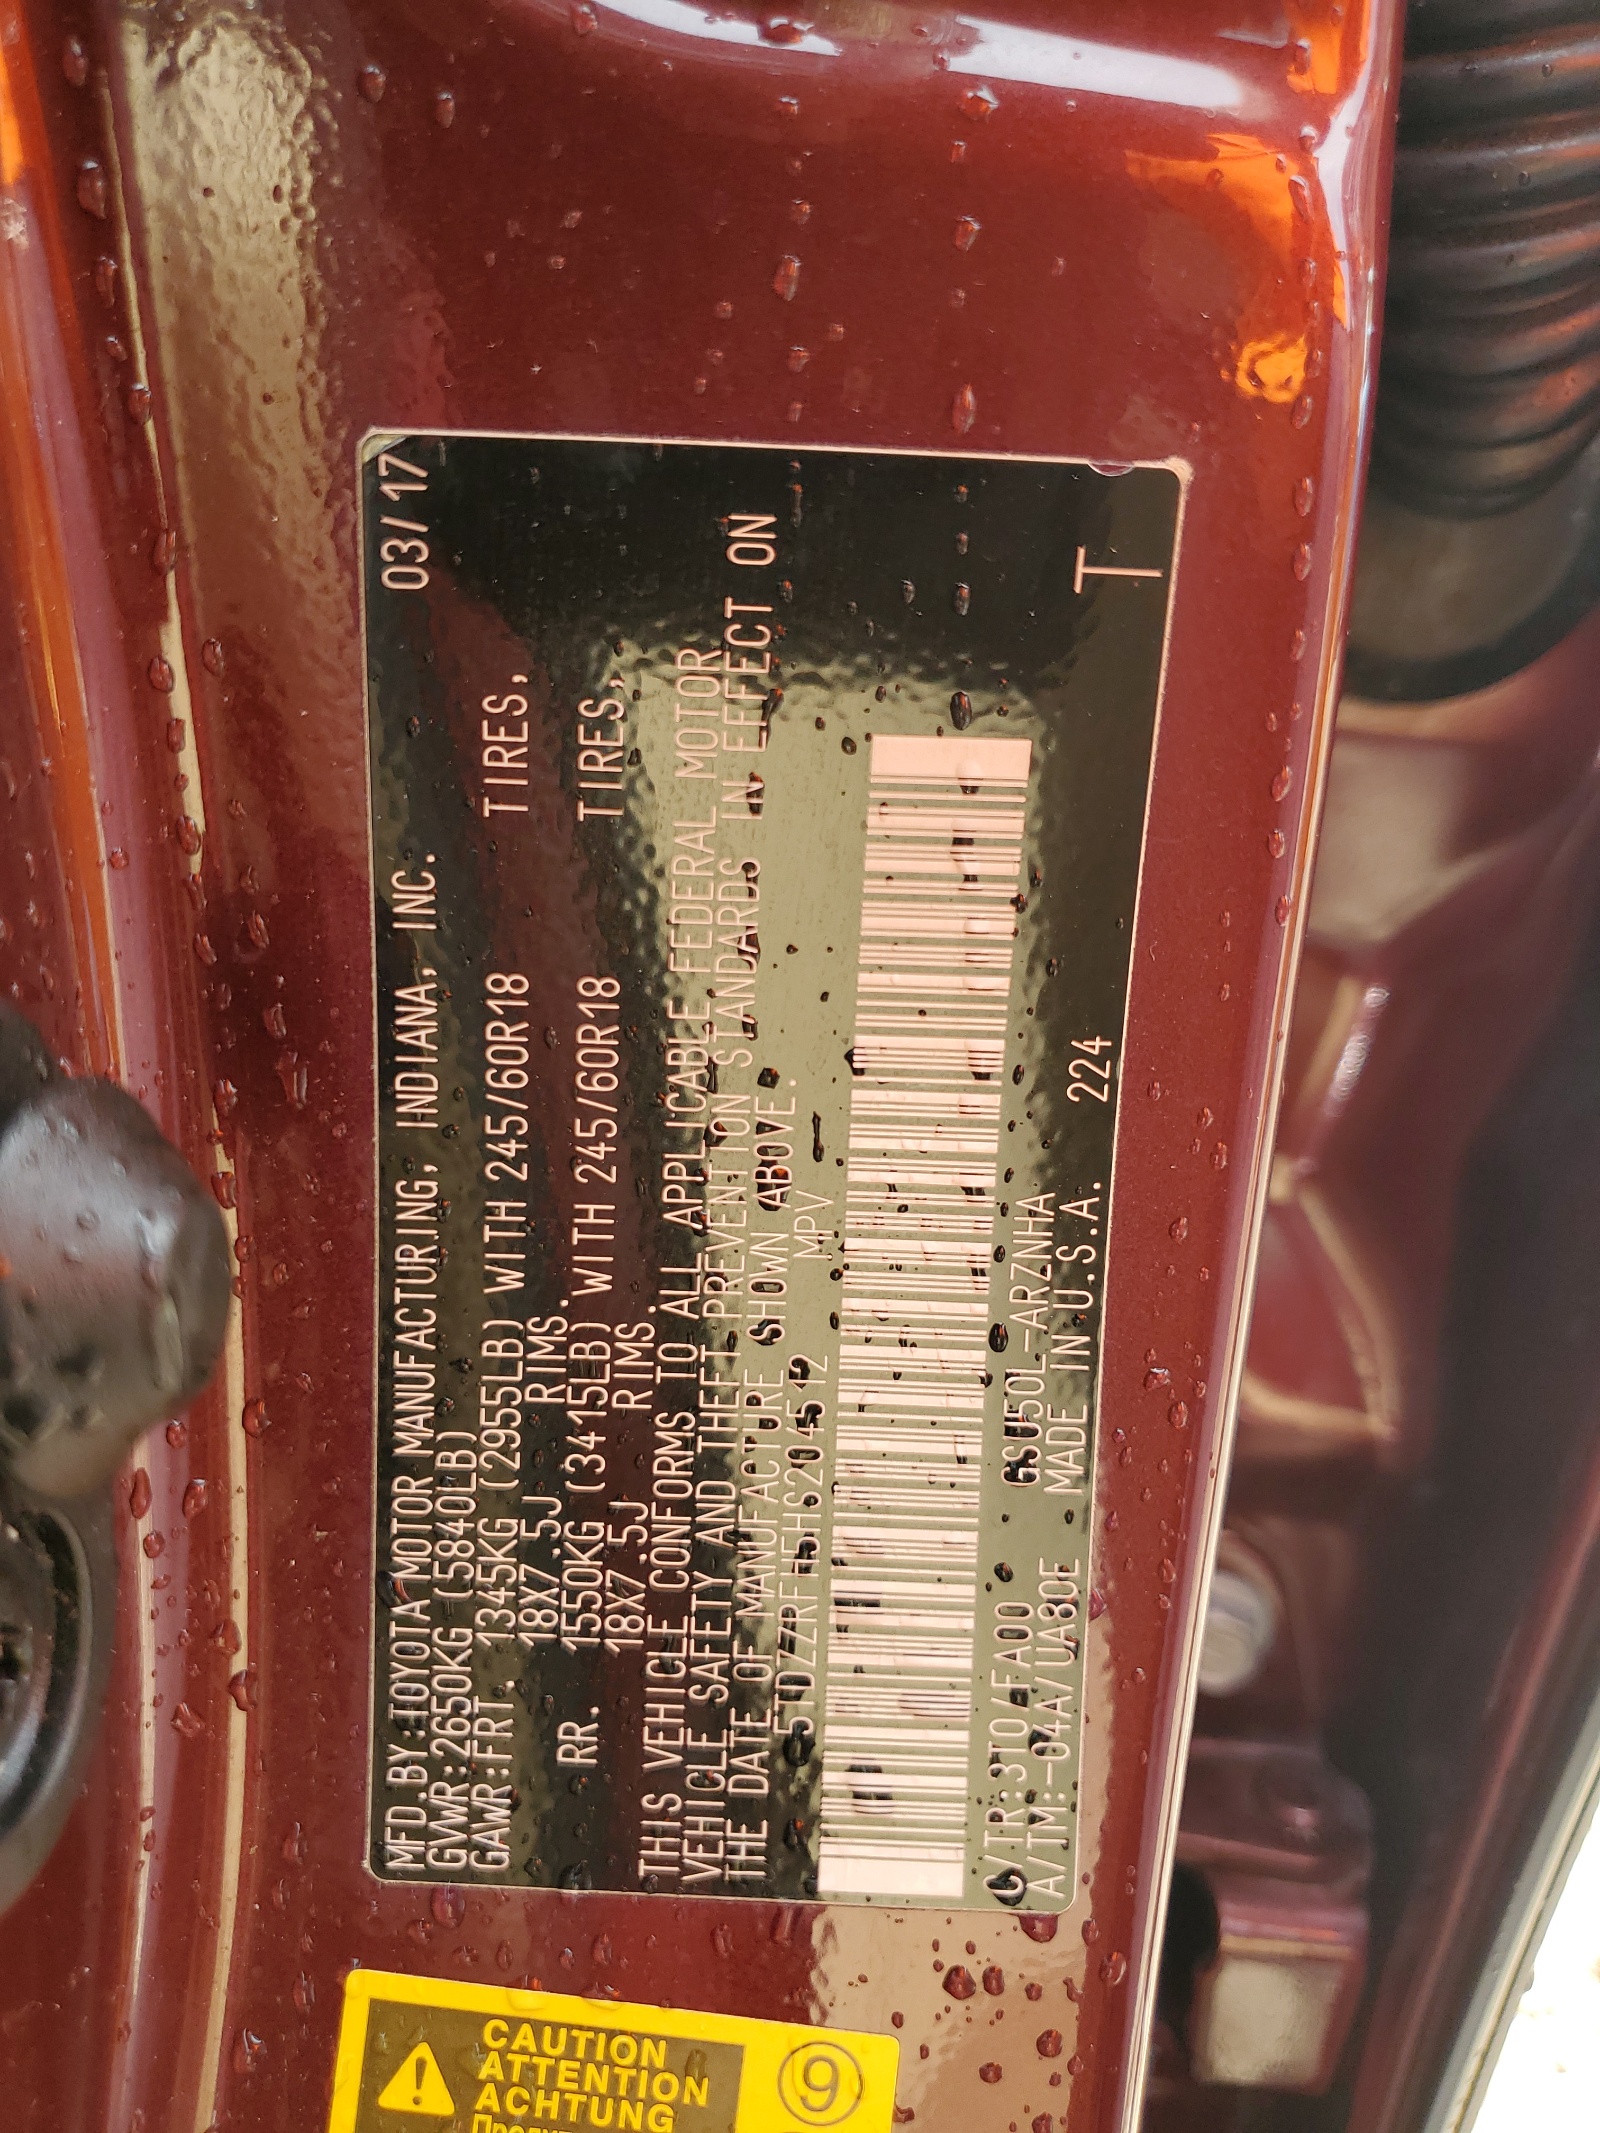 MFD.BY:TOYOTA MOTOR MANUFACTURING, INDIANA, INC. 03/17
GVWR:2650KG (5840LB)
GAWR:FRT. 1345KG (2955LB) WITH 245/60R18 TIRES,
18X7.5J RIMS.
RR. 1550KG (3415LB) WITH 245/60R18 TIRES,
18X7.5J RIMS.
THIS VEHICLE CONFORMS TO ALL APPLICABLE FEDERAL MOTOR
VEHICLE SAFETY AND THEFT PREVENTION STANDARDS IN EFFECT ON
THE DATE OF MANUFACTURE SHOWN ABOVE.
MPV
C/TR:3T0/FA00 GSU50L-ARZNHA T
A/TM:-04A/UA80E MADE IN U.S.A. 224
CAUTION
ATTENTION
ACHTUNG
9